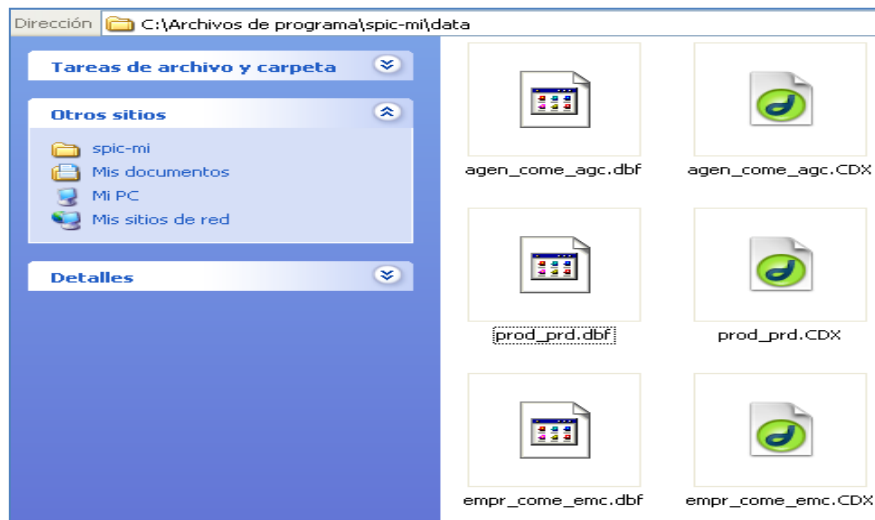 Dirección C:\Archivos de programa\spic-mi\data
Tareas de archivo y carpeta
Otros sitios
spic-mi
Mis documentos
Mi PC
Mis sitios de red
Detalles
agen_come_agc.dbf agen_come_agc.CDX
prod_prd.dbf prod_prd.CDX
empr_come_emc.dbf empr_come_emc.CDX